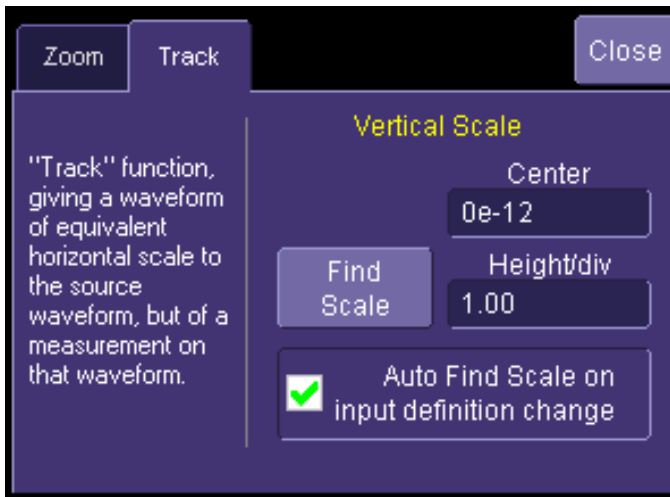 Zoom
Track
Close
"Track" function,
giving a waveform
of equivalent
horizontal scale to
the source
waveform, but of a
measurement on
that waveform.
Vertical Scale
Center
0e-12
Find
Scale
Height/div
1.00
Auto Find Scale on
input definition change